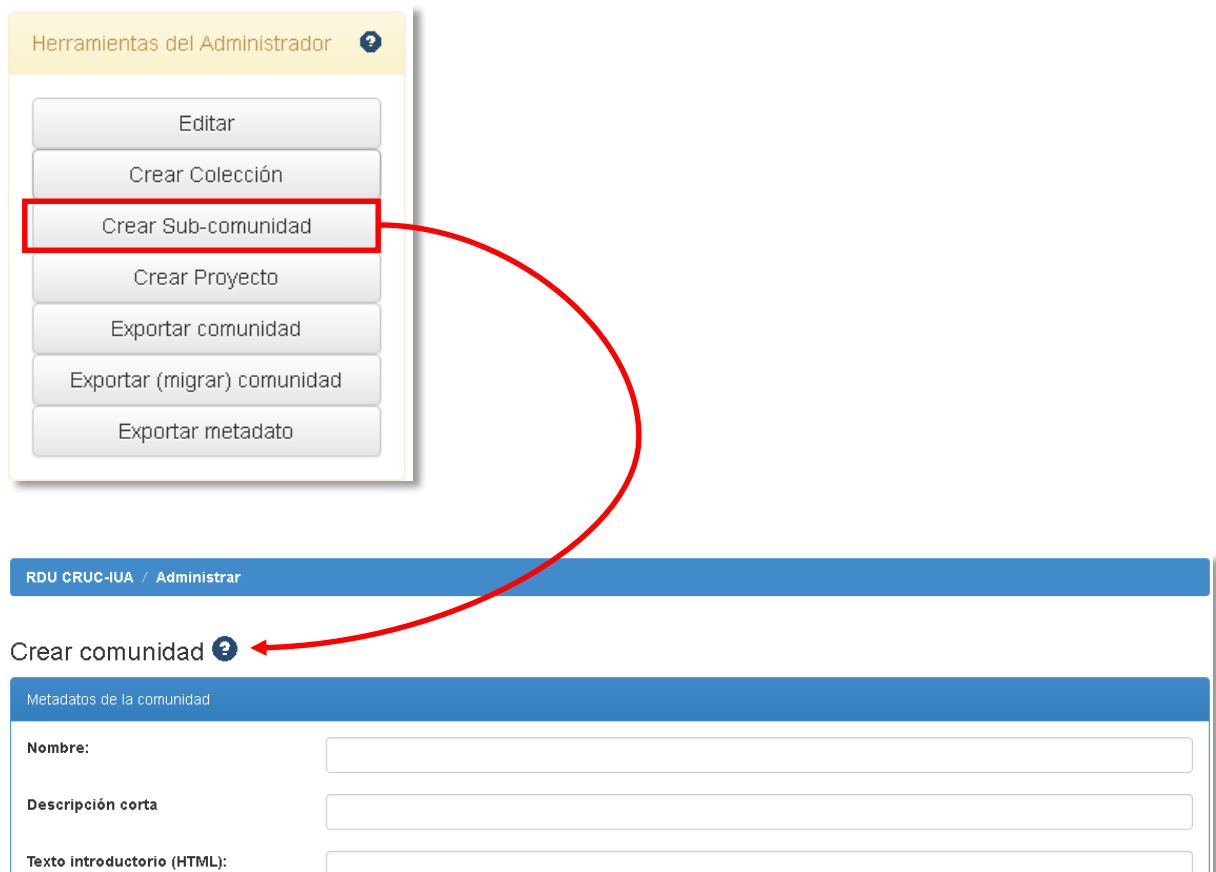 Herramientas del Administrador
Editar
Crear Colección
Crear Sub-comunidad
Crear Proyecto
Exportar comunidad
Exportar (migrar) comunidad
Exportar metadato
RDU CRUC-IUA / Administrar
Crear comunidad
Metadatos de la comunidad
Nombre:
Descripción corta
Texto introductorio (HTML):